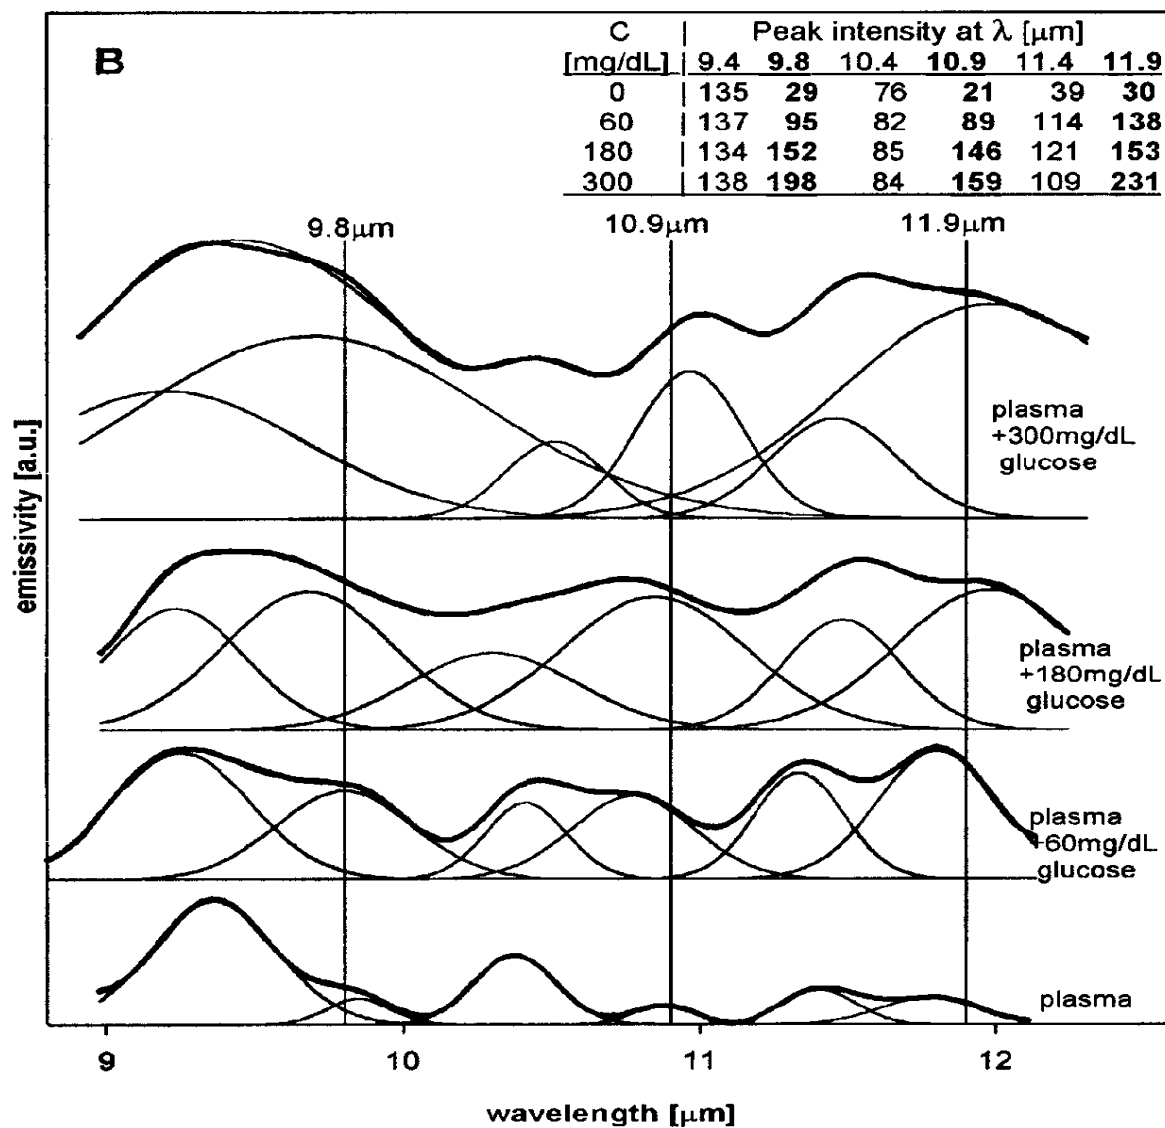 B
C | Peak intensity at λ [μm]
[mg/dL] | 9.4 9.8 10.4 10.9 11.4 11.9
0 | 135 29 76 21 39 30
60 | 137 95 82 89 114 138
180 | 134 152 85 146 121 153
300 | 138 198 84 159 109 231
9.8μm 10.9μm 11.9μm
emissivity [a.u.]
plasma
+300mg/dL
glucose
plasma
+180mg/dL
glucose
plasma
+60mg/dL
glucose
plasma
9 10 11 12
wavelength [μm]